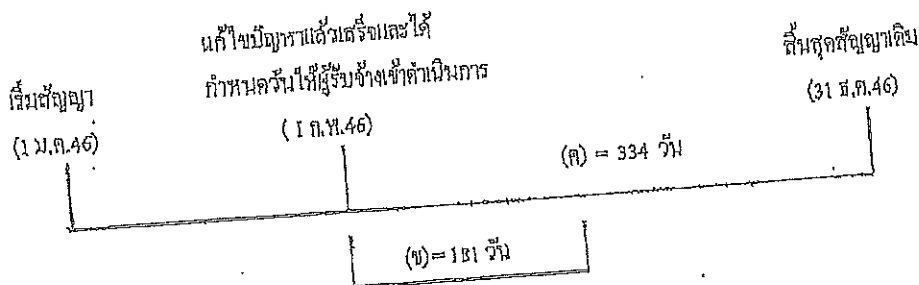 แก้ไขปัญหาแล้วเสร็จและได้
กำหนดวันให้ผู้รับจ้างเข้าดำเนินการ
(1 ก.พ.46)
เริ่มสัญญา
(1 ม.ค.46)
สิ้นสุดสัญญาเดิม
(31 ธ.ค.46)
(ค) = 334 วัน
(ข) = 181 วัน